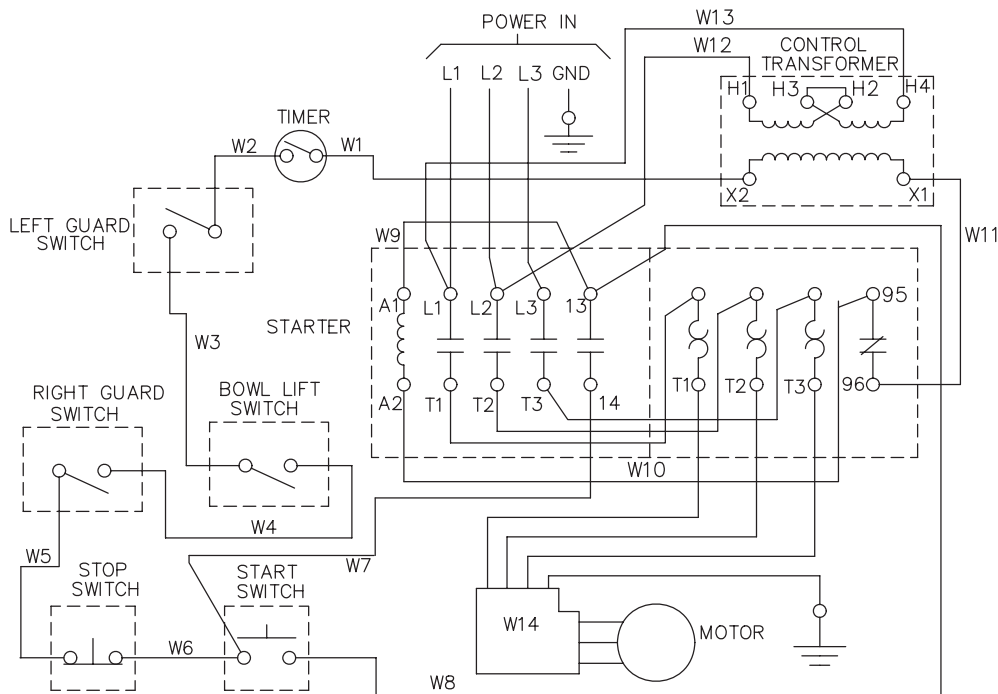 W13
POWER IN
W12
CONTROL
TRANSFORMER
L1 L2 L3 GND
H1 H3 H2 H4
TIMER
W2 W1
X2 X1
LEFT GUARD
SWITCH
W9
W11
A1 L1 L2 L3 13
95
STARTER
W3
RIGHT GUARD
SWITCH
BOWL LIFT
SWITCH
T1 T2 T3 96
A2 T1 T2 T3 14
W10
W4
W5
W7
STOP
SWITCH
START
SWITCH
W14
MOTOR
W6
W8